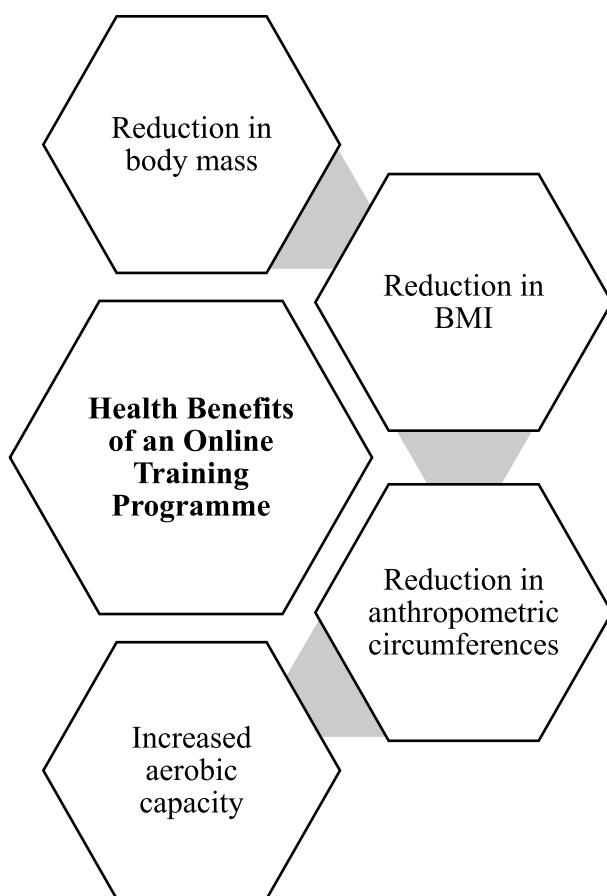 Reduction in
body mass
Reduction in
BMI
Health Benefits
of an Online
Training
Programme
Reduction in
anthropometric
circumferences
Increased
aerobic
capacity